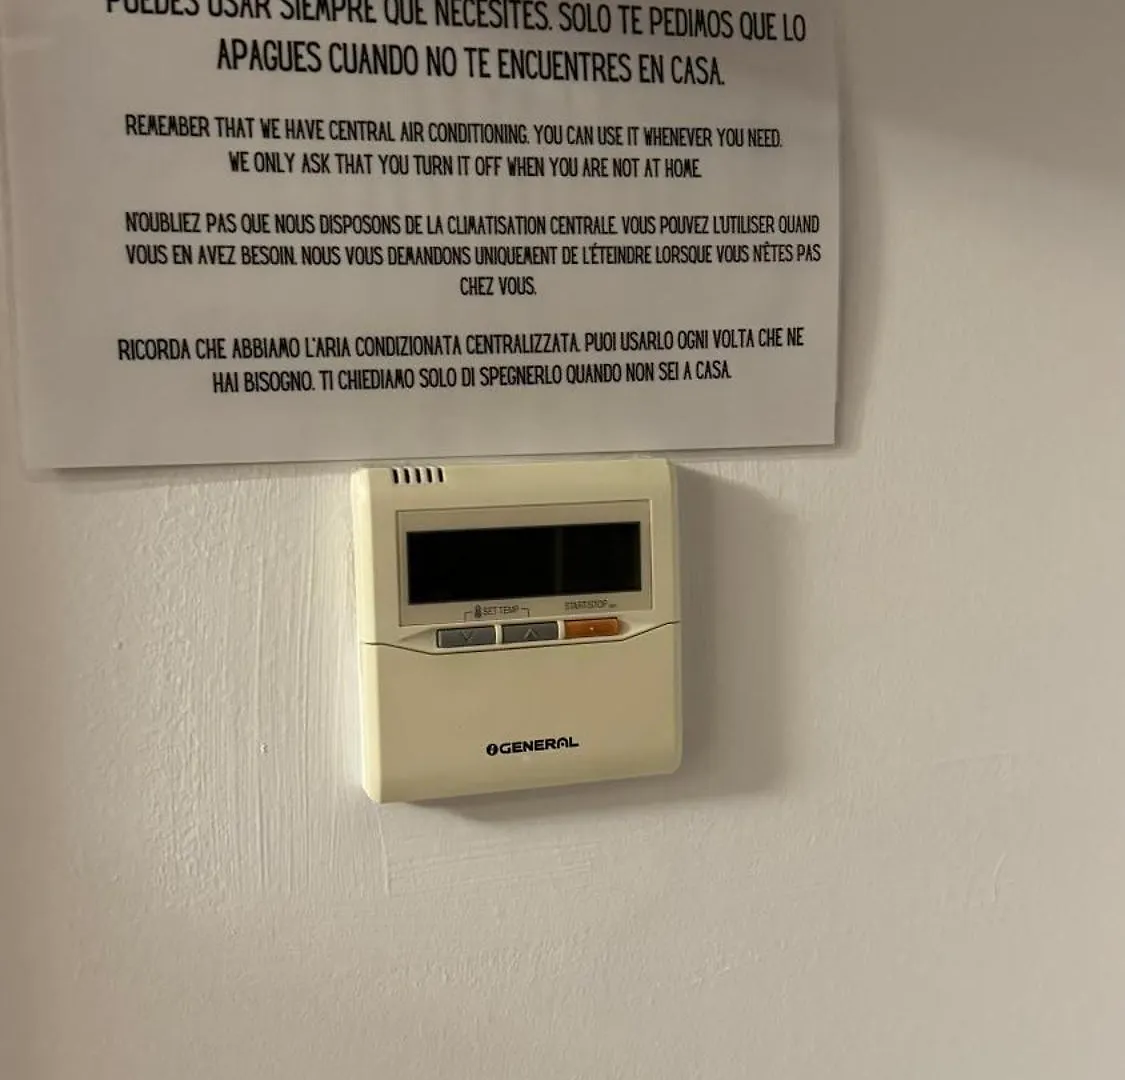 PUEDES USAR SIEMPRE QUE NECESITES. SOLO TE PEDIMOS QUE LO
APAGUES CUANDO NO TE ENCUENTRES EN CASA.
REMEMBER THAT WE HAVE CENTRAL AIR CONDITIONING. YOU CAN USE IT WHENEVER YOU NEED.
WE ONLY ASK THAT YOU TURN IT OFF WHEN YOU ARE NOT AT HOME.
N'OUBLIEZ PAS QUE NOUS DISPOSONS DE LA CLIMATISATION CENTRALE. VOUS POUVEZ L'UTILISER QUAND
VOUS EN AVEZ BESOIN. NOUS VOUS DEMANDONS UNIQUEMENT DE L'ÉTEINDRE LORSQUE VOUS N'ÊTES PAS
CHEZ VOUS.
RICORDA CHE ABBIAMO L'ARIA CONDIZIONATA CENTRALIZZATA. PUOI USARLO OGNI VOLTA CHE NE
HAI BISOGNO. TI CHIEDIAMO SOLO DI SPEGNERLO QUANDO NON SEI A CASA.
SET TEMP. START/STOP
GENERAL